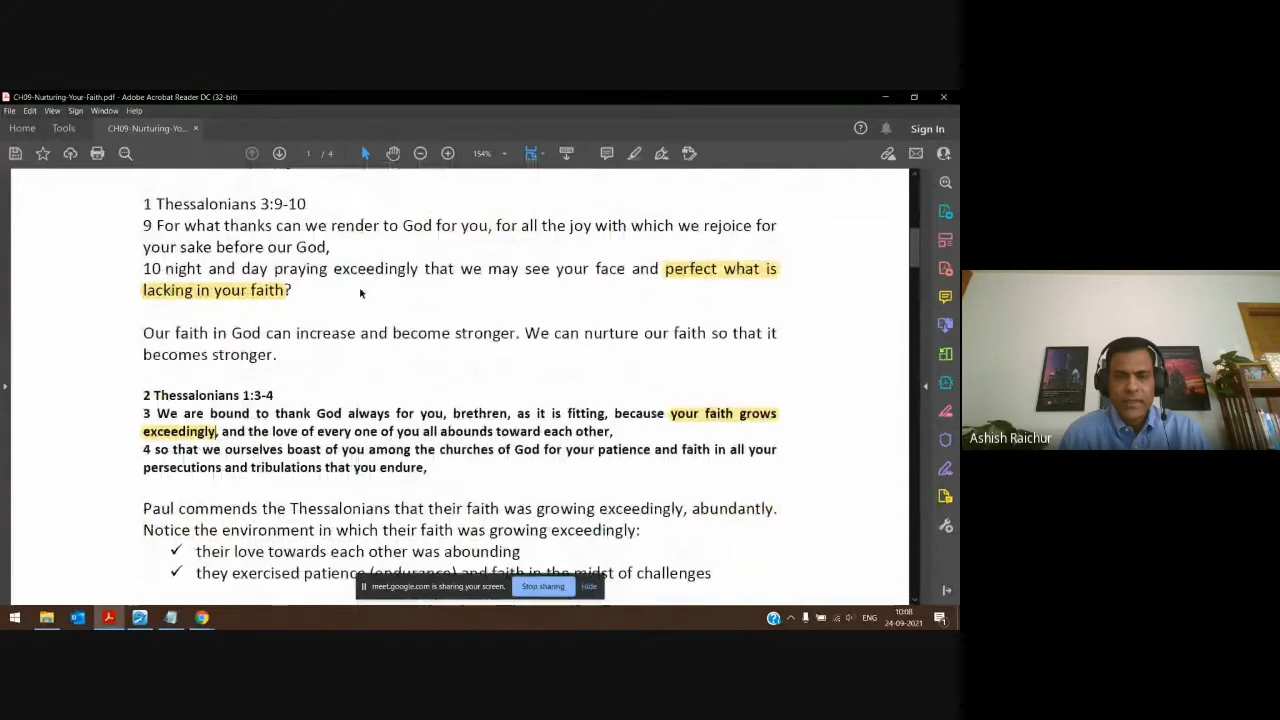 CH09-Nurturing-Your-Faith.pdf - Adobe Acrobat Reader DC (32-bit)
File Edit View Sign Window Help
Home Tools CH09-Nurturing-Yo... × Sign In
1 / 4 154%
1 Thessalonians 3:9-10
9 For what thanks can we render to God for you, for all the joy with which we rejoice for
your sake before our God,
10 night and day praying exceedingly that we may see your face and perfect what is
lacking in your faith?
Our faith in God can increase and become stronger. We can nurture our faith so that it
becomes stronger.
2 Thessalonians 1:3-4
3 We are bound to thank God always for you, brethren, as it is fitting, because your faith grows
exceedingly, and the love of every one of you all abounds toward each other,
4 so that we ourselves boast of you among the churches of God for your patience and faith in all your
persecutions and tribulations that you endure,
Paul commends the Thessalonians that their faith was growing exceedingly, abundantly.
Notice the environment in which their faith was growing exceedingly:
✓ their love towards each other was abounding
✓ they exercised patience (endurance) and faith in the midst of challenges
meet.google.com is sharing your screen. Stop sharing Hide
Ashish Raichur
ENG
10:08
24-09-2021